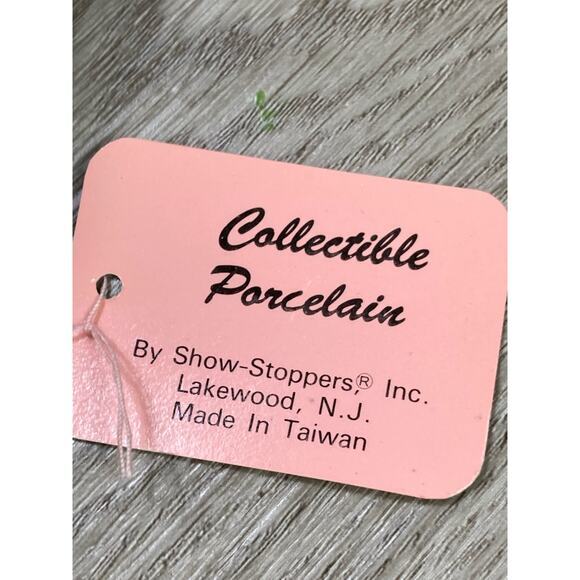 Collectible
Porcelain
By Show-Stoppers,® Inc.
Lakewood, N.J.
Made In Taiwan